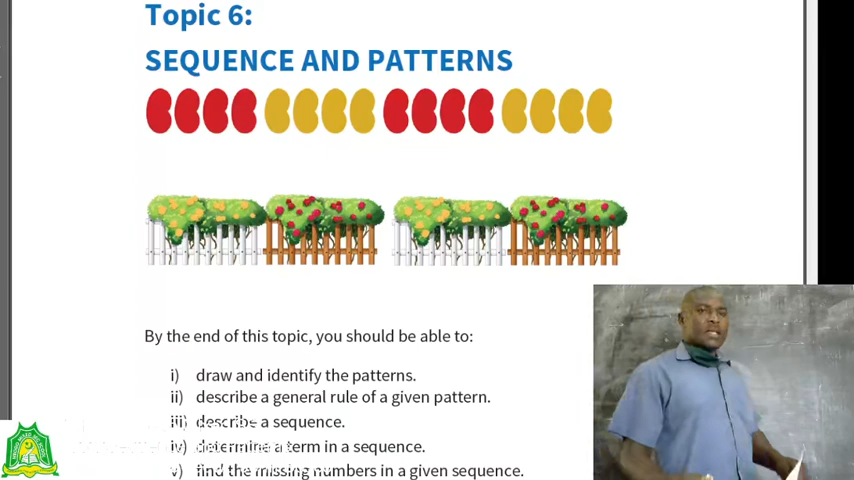 Topic 6:
SEQUENCE AND PATTERNS
By the end of this topic, you should be able to:
i) draw and identify the patterns.
ii) describe a general rule of a given pattern.
iii) describe a sequence.
iv) determine a term in a sequence.
v) find the missing numbers in a given sequence.